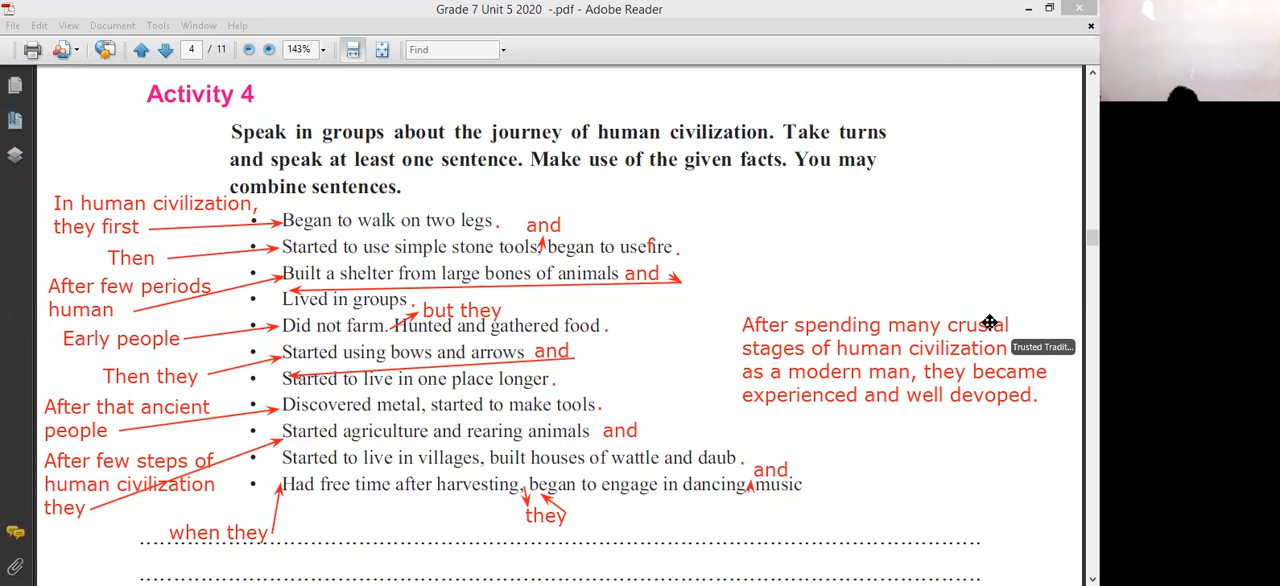 Grade 7 Unit 5 2020 -.pdf - Adobe Reader
File Edit View Document Tools Window Help
4 / 11 143% Find
Activity 4
Speak in groups about the journey of human civilization. Take turns
and speak at least one sentence. Make use of the given facts. You may
combine sentences.
In human civilization,
they first
• Began to walk on two legs .
and
Then
• Started to use simple stone tools, began to use fire .
After few periods
human
• Built a shelter from large bones of animals and
• Lived in groups .
but they
Early people
• Did not farm. Hunted and gathered food .
Then they
• Started using bows and arrows and
• Started to live in one place longer .
After that ancient
people
• Discovered metal, started to make tools .
After few steps of
human civilization
they
• Started agriculture and rearing animals and
• Started to live in villages, built houses of wattle and daub .
and
• Had free time after harvesting, began to engage in dancing music
they
when they
After spending many crusial
stages of human civilization
as a modern man, they became
experienced and well devoped.
Trusted Tradit...